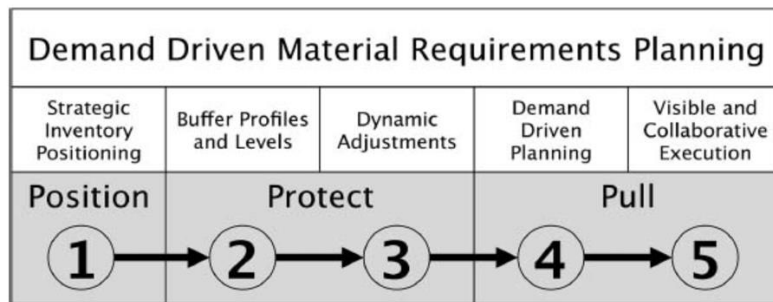 Demand Driven Material Requirements Planning
Strategic
Inventory
Positioning
Buffer Profiles
and Levels
Dynamic
Adjustments
Demand
Driven
Planning
Visible and
Collaborative
Execution
Position
Protect
Pull
1
2
3
4
5